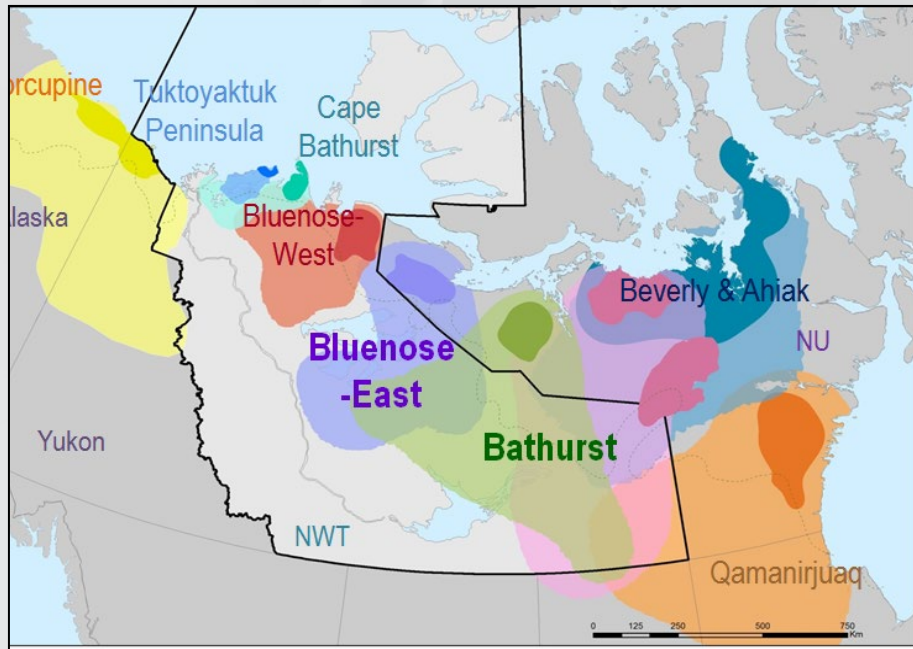 orcupine
Tuktoyaktuk
Peninsula
Cape
Bathurst
laska
Bluenose-
West
Beverly & Ahiak
NU
Bluenose
-East
Yukon
Bathurst
NWT
Qamanirjuaq
0 125 250 500 750
Km